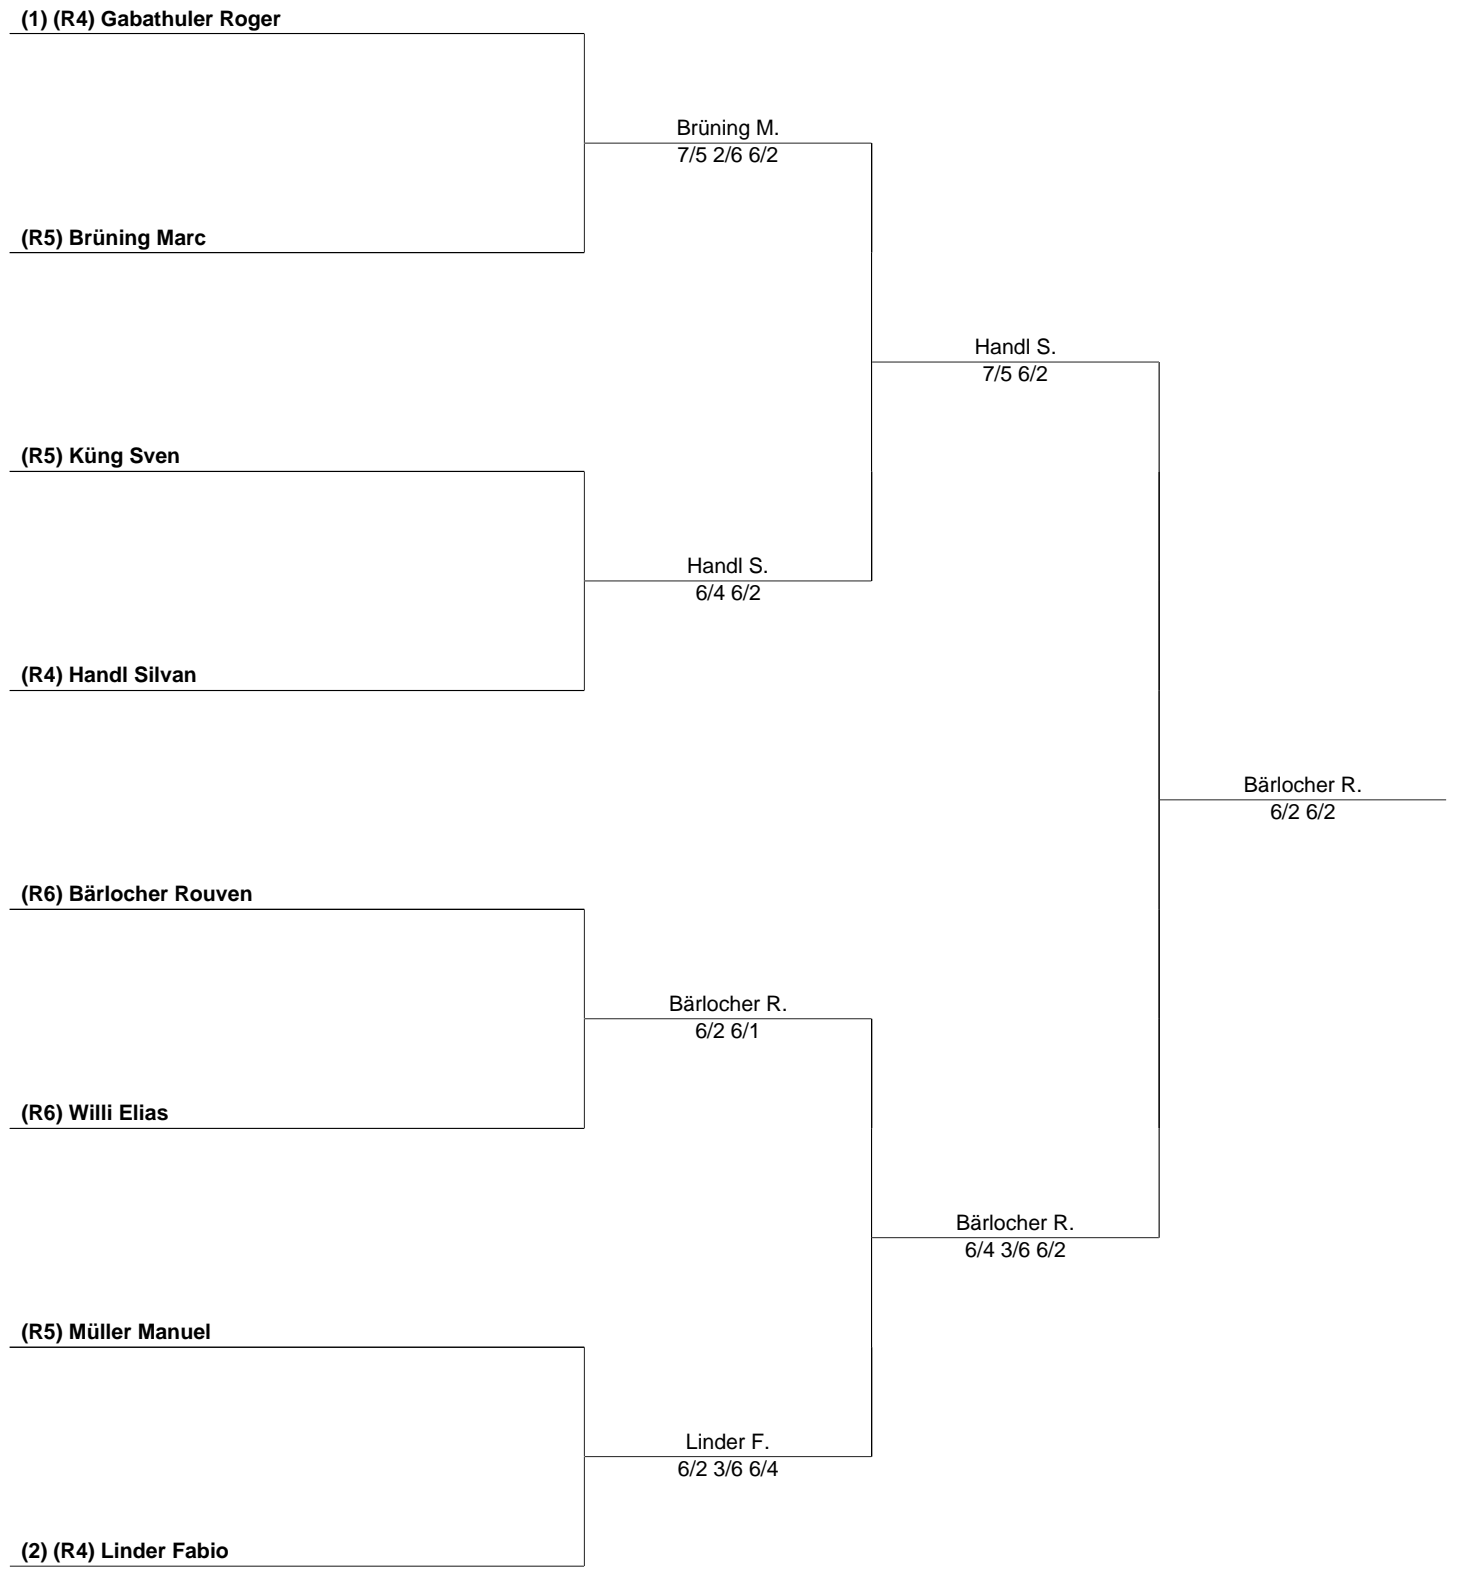 (1) (R4) Gabathuler Roger
Brüning M.
7/5 2/6 6/2
(R5) Brüning Marc
Handl S.
7/5 6/2
(R5) Küng Sven
Handl S.
6/4 6/2
(R4) Handl Silvan
Bärlocher R.
6/2 6/2
(R6) Bärlocher Rouven
Bärlocher R.
6/2 6/1
(R6) Willi Elias
Bärlocher R.
6/4 3/6 6/2
(R5) Müller Manuel
Linder F.
6/2 3/6 6/4
(2) (R4) Linder Fabio